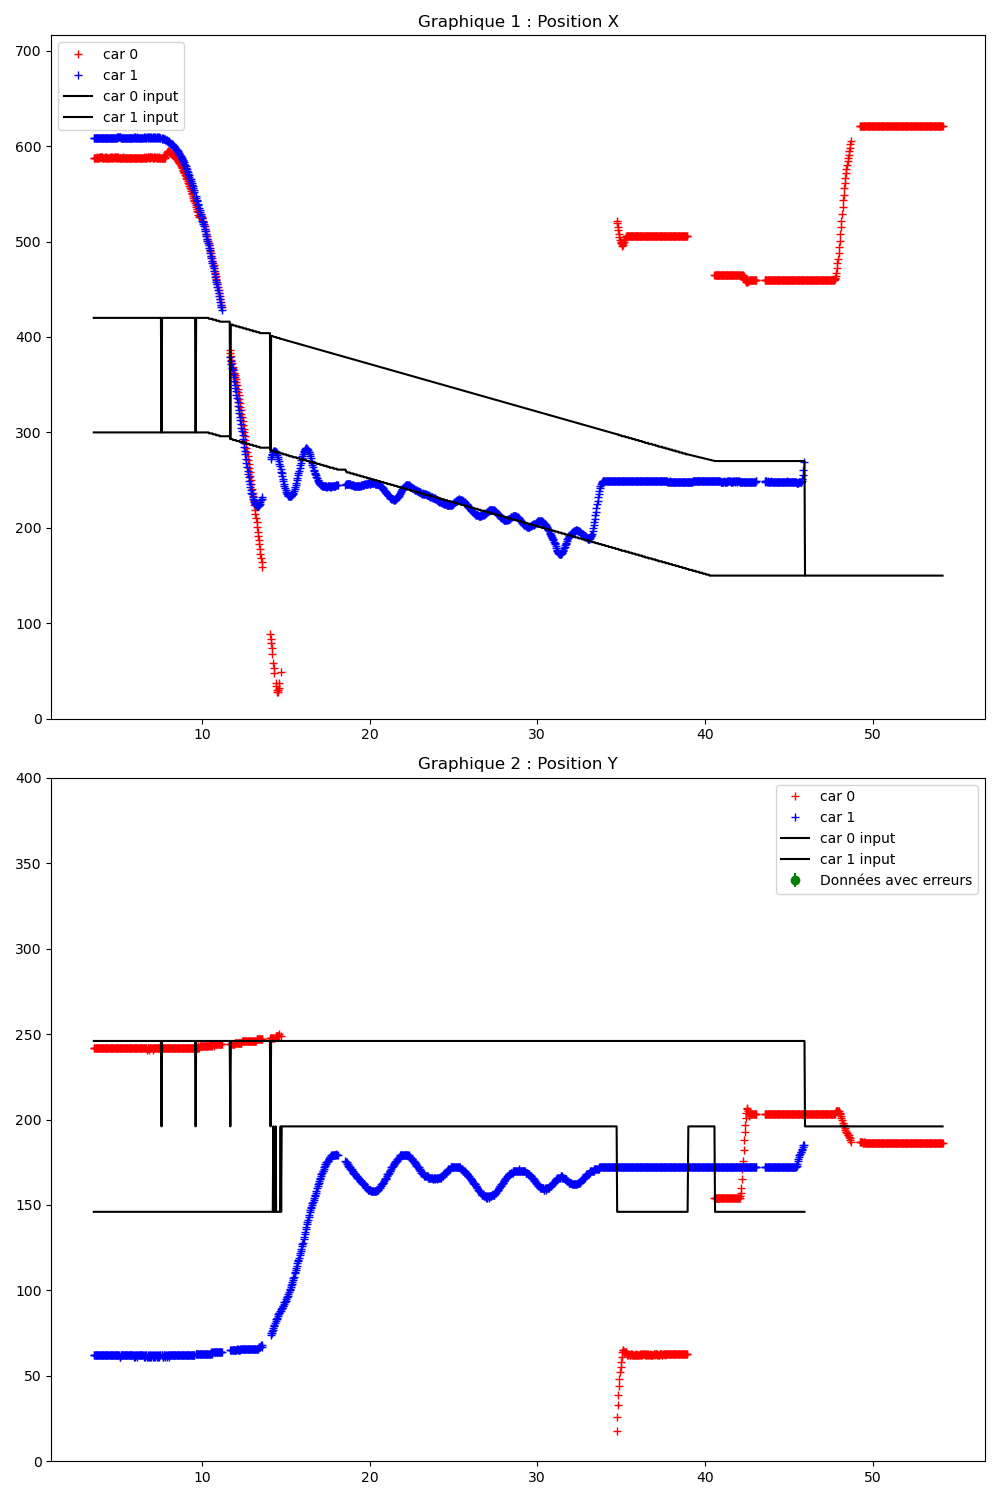 Graphique 1 : Position X
700
600
500
400
300
200
100
0
car 0
car 1
car 0 input
car 1 input
10 20 30 40 50
Graphique 2 : Position Y
400
350
300
250
200
150
100
50
0
car 0
car 1
car 0 input
car 1 input
Données avec erreurs
10 20 30 40 50